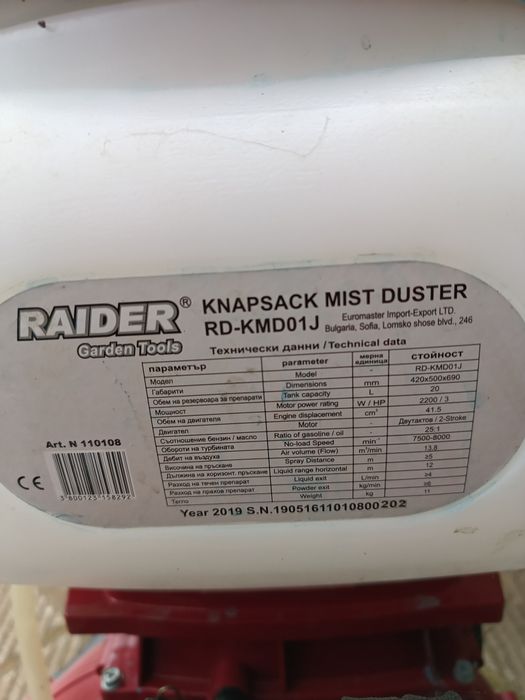 RAIDER® KNAPSACK MIST DUSTER
Garden Tools RD-KMD01J Euromaster Import-Export LTD.
Bulgaria, Sofia, Lomsko shose blvd., 246
Технически данни / Technical data
параметър parameter мерна единица стойност
Модел Model - RD-KMD01J
Габарити Dimensions mm 420x500x690
Обем на резервоара за препарати Tank capacity L 20
Мощност Motor power rating W / HP 2200 / 3
Обем на двигателя Engine displacement cm³ 41.5
Двигател Motor - Двутактов / 2-Stroke
Съотношение бензин / масло Ratio of gasoline / oil - 25:1
Обороти на турбината No-load Speed min⁻¹ 7500-8000
Дебит на въздуха Air volume (Flow) m³/min 13.8
Височина на пръскане Spray Distance m ≥5
Дължина на хоризонт. пръскане Liquid range horizontal m 12
Разход на течен препарат Liquid exit L/min ≥4
Разход на прахов препарат Powder exit kg/min ≥6
Тегло Weight kg 11
Art. N 110108
CE
3 800123 158292
Year 2019 S.N.19051611010800202